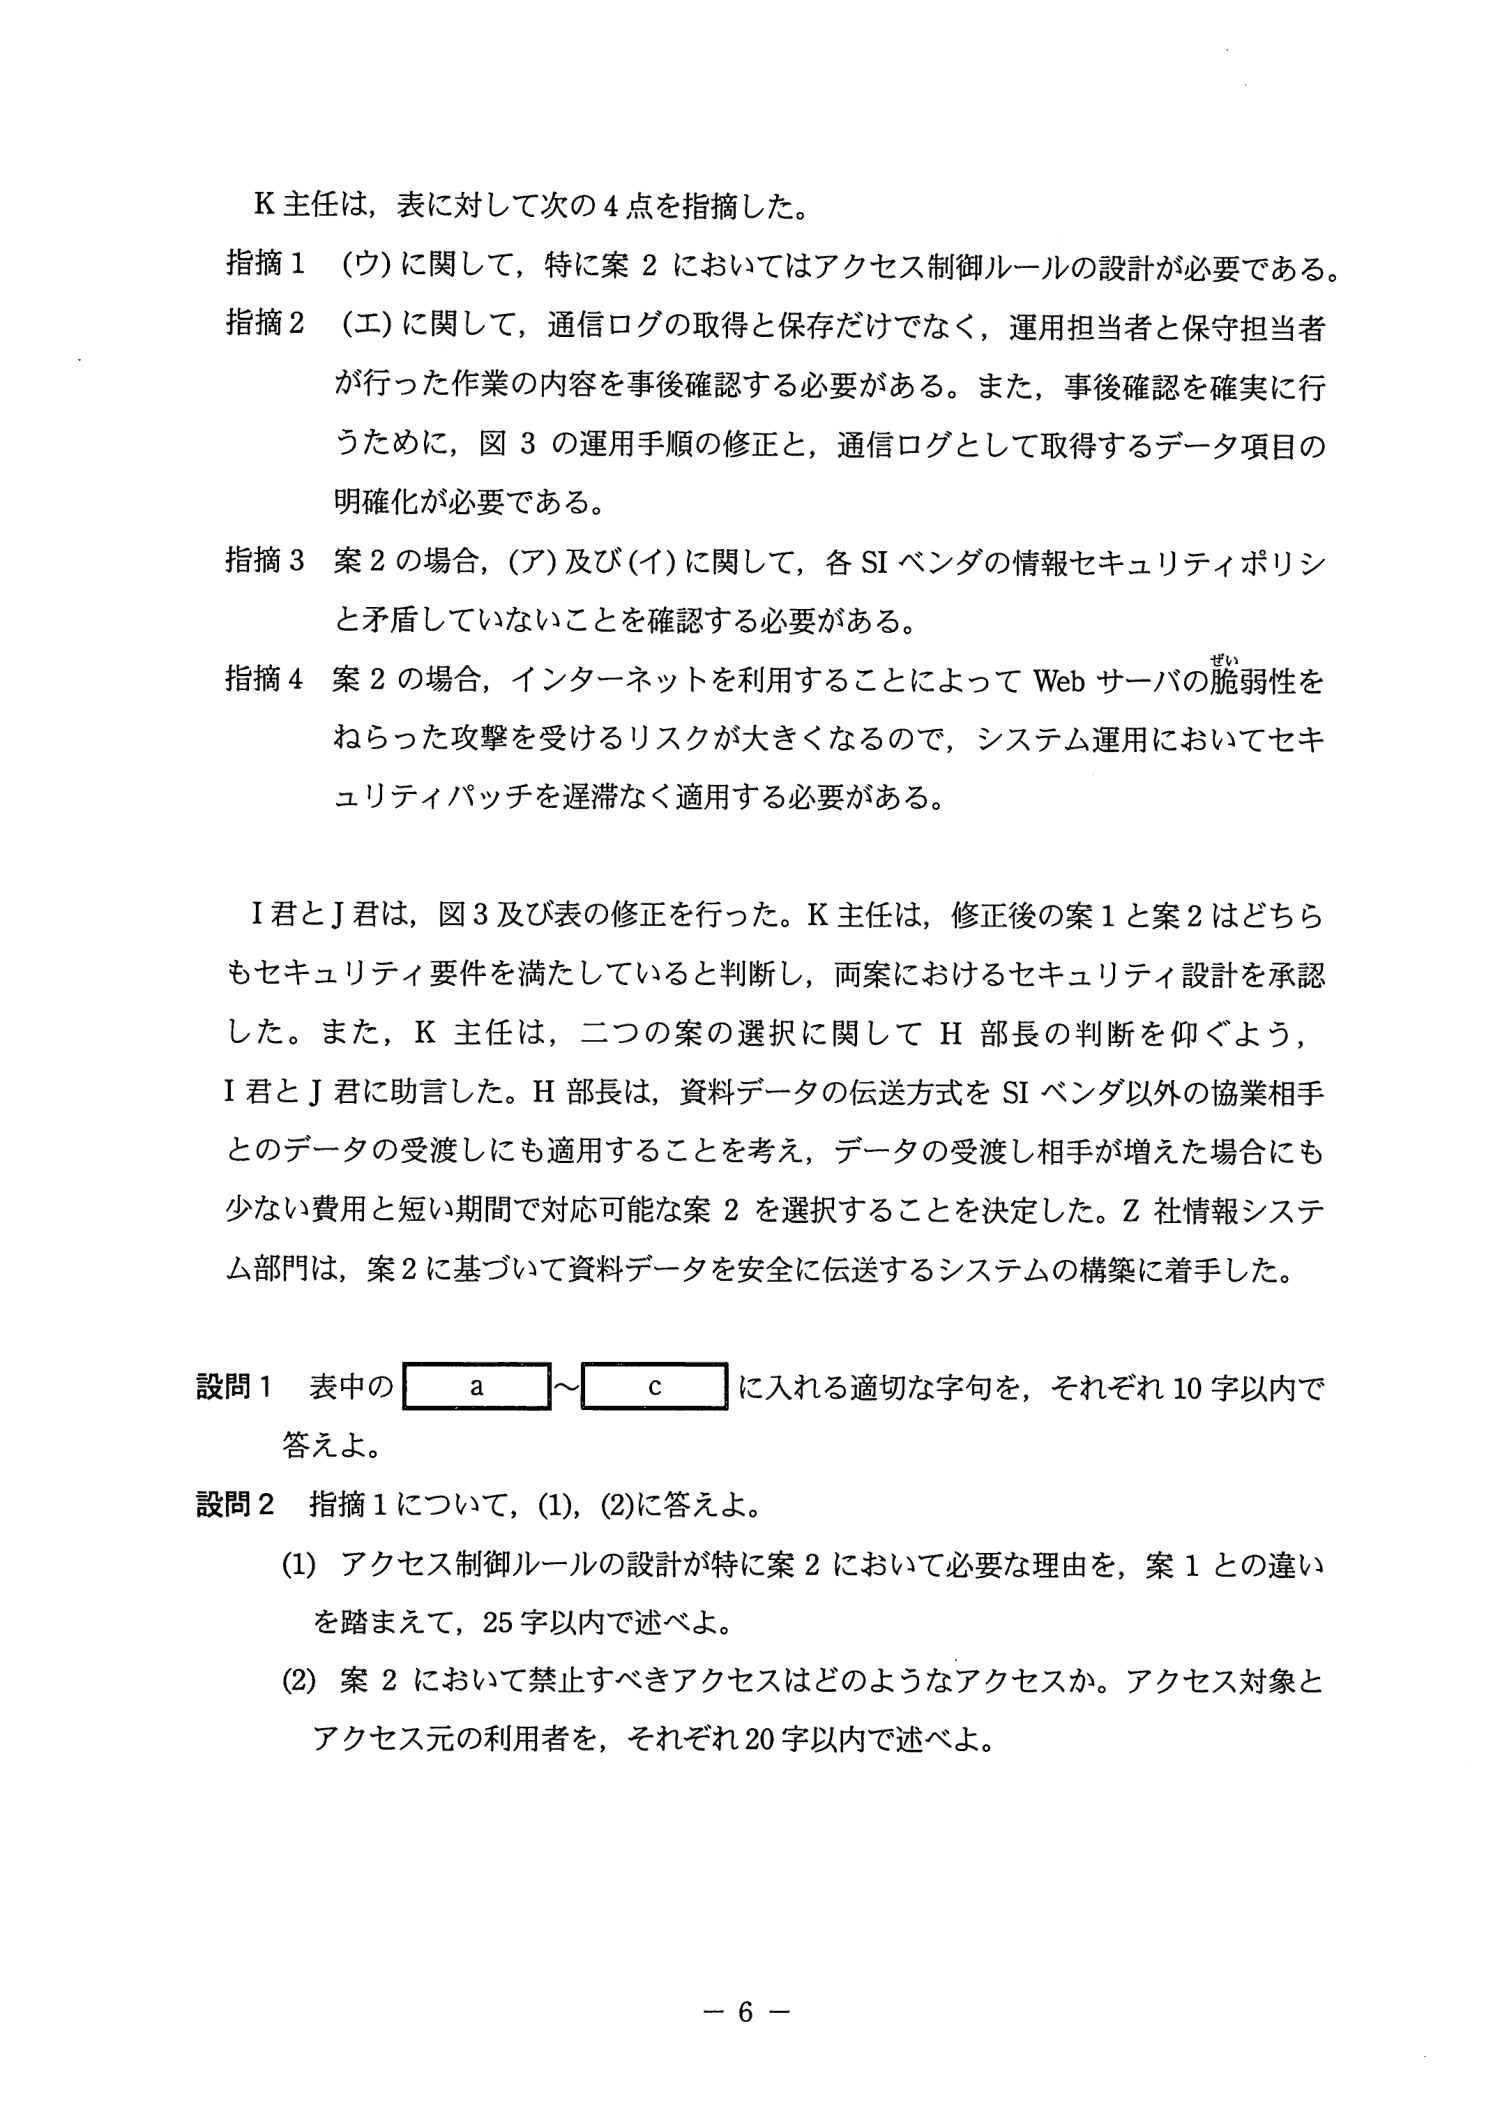 K 主任は，表に対して次の 4 点を指摘した。
指摘 1 (ウ) に関して，特に案 2 においてはアクセス制御ルールの設計が必要である。
指摘 2 (エ) に関して，通信ログの取得と保存だけでなく，運用担当者と保守担当者
が行った作業の内容を事後確認する必要がある。また，事後確認を確実に行
うために，図 3 の運用手順の修正と，通信ログとして取得するデータ項目の
明確化が必要である。
指摘 3 案 2 の場合，(ア) 及び (イ) に関して，各 SI ベンダの情報セキュリティポリシ
と矛盾していないことを確認する必要がある。
指摘 4 案 2 の場合，インターネットを利用することによって Web サーバの脆弱性を
ぜい
ねらった攻撃を受けるリスクが大きくなるので，システム運用においてセキ
ュリティパッチを遅滞なく適用する必要がある。
I 君と J 君は，図 3 及び表の修正を行った。K 主任は，修正後の案 1 と案 2 はどちら
もセキュリティ要件を満たしていると判断し，両案におけるセキュリティ設計を承認
した。また，K 主任は，二つの案の選択に関して H 部長の判断を仰ぐよう，
I 君と J 君に助言した。H 部長は，資料データの伝送方式を SI ベンダ以外の協業相手
とのデータの受渡しにも適用することを考え，データの受渡し相手が増えた場合にも
少ない費用と短い期間で対応可能な案 2 を選択することを決定した。Z 社情報システ
ム部門は，案 2 に基づいて資料データを安全に伝送するシステムの構築に着手した。
設問 1 表中の a ～ c に入れる適切な字句を，それぞれ 10 字以内で
答えよ。
設問 2 指摘 1 について，(1)，(2)に答えよ。
(1) アクセス制御ルールの設計が特に案 2 において必要な理由を，案 1 との違い
を踏まえて，25 字以内で述べよ。
(2) 案 2 において禁止すべきアクセスはどのようなアクセスか。アクセス対象と
アクセス元の利用者を，それぞれ 20 字以内で述べよ。
－ 6 －